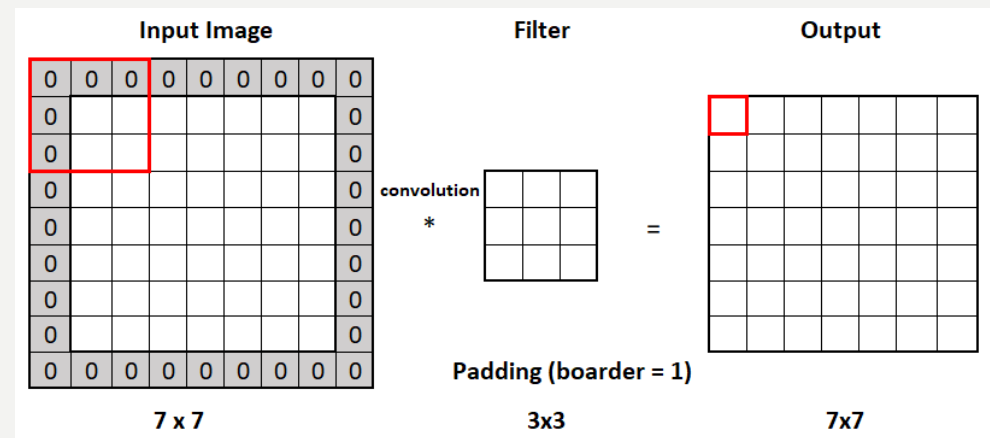 Input Image Filter Output
0 0 0 0 0 0 0 0 0
0 0
0 0
0 0 convolution
0 0 * =
0 0
0 0
0 0
0 0 0 0 0 0 0 0 0 Padding (boarder = 1)
7 x 7 3x3 7x7